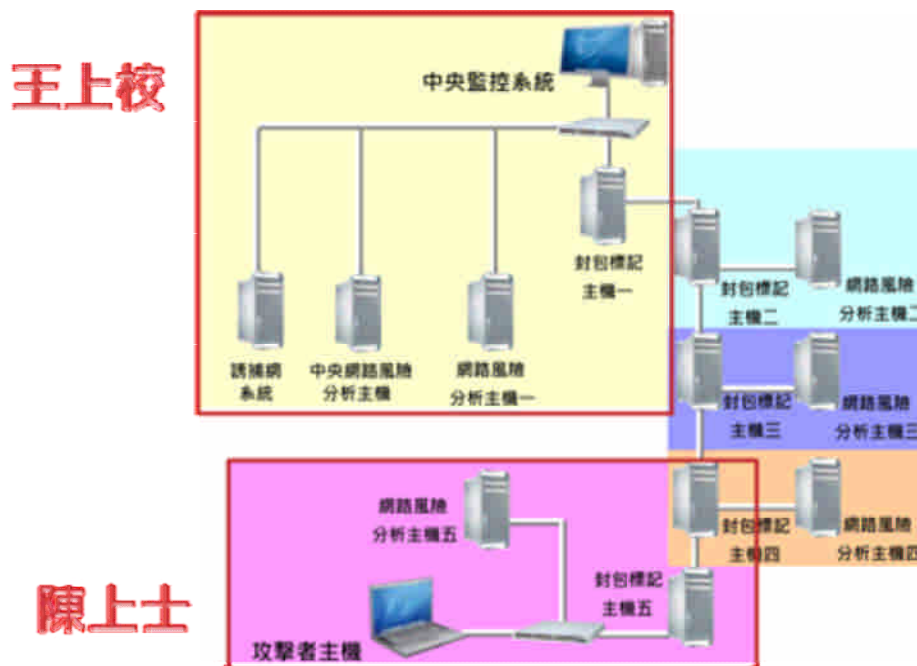 王上校
中央監控系統
封包標記
主機一
誘捕網
系統
中央網路風險
分析主機
網路風險
分析主機一
封包標記
主機二
網路風險
分析主機二
封包標記
主機三
網路風險
分析主機三
封包標記
主機四
網路風險
分析主機四
網路風險
分析主機五
封包標記
主機五
陳上士
攻擊者主機